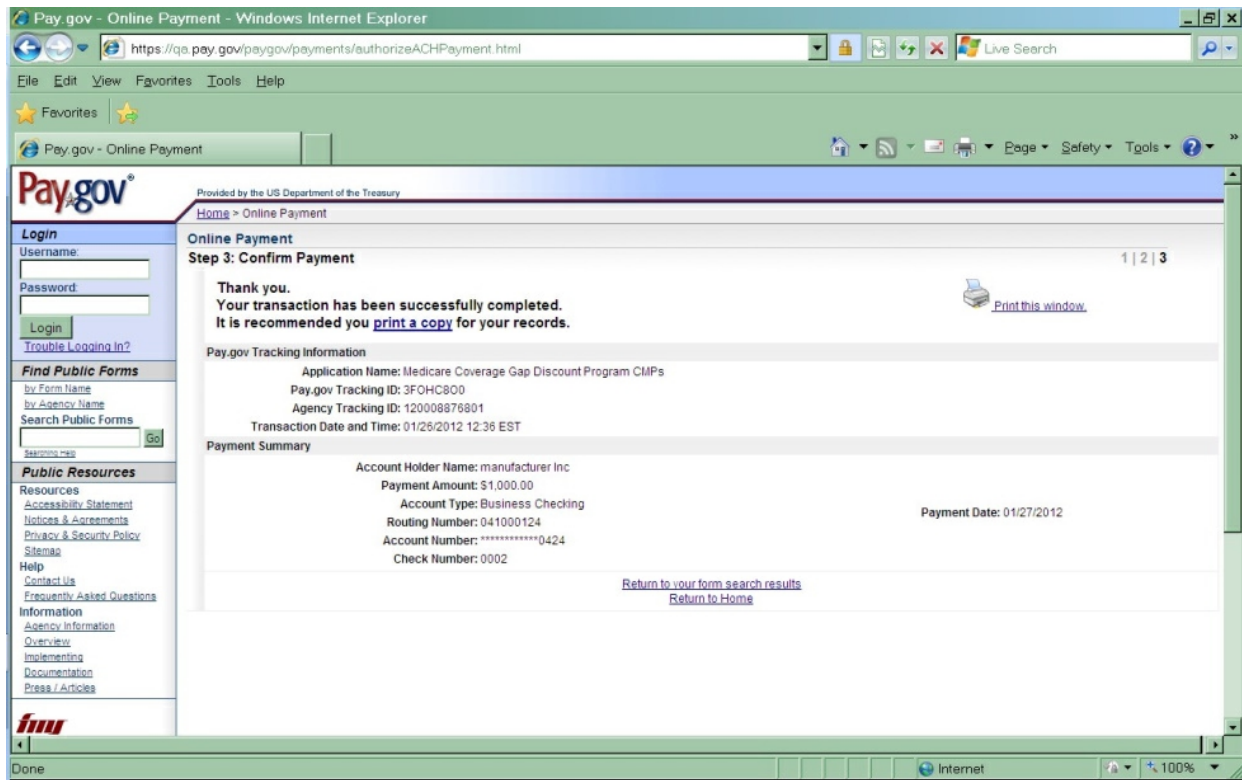 Pay.gov - Online Payment - Windows Internet Explorer
https://qa.pay.gov/paygov/payments/authorizeACHPayment.html
Live Search
File Edit View Favorites Tools Help
Favorites
Pay.gov - Online Payment
Page Safety Tools
Pay.gov®
Provided by the US Department of the Treasury
Home > Online Payment
Login
Username:
Password:
Login
Trouble Logging In?
Find Public Forms
by Form Name
by Agency Name
Search Public Forms
Go
Searching Help
Public Resources
Resources
Accessibility Statement
Notices & Agreements
Privacy & Security Policy
Sitemap
Help
Contact Us
Frequently Asked Questions
Information
Agency Information
Overview
Implementing
Documentation
Press / Articles
Online Payment
Step 3: Confirm Payment
1 | 2 | 3
Thank you.
Your transaction has been successfully completed.
It is recommended you print a copy for your records.
Print this window.
Pay.gov Tracking Information
Application Name: Medicare Coverage Gap Discount Program CMPs
Pay.gov Tracking ID: 3FOHC8O0
Agency Tracking ID: 120008876801
Transaction Date and Time: 01/26/2012 12:36 EST
Payment Summary
Account Holder Name: manufacturer Inc
Payment Amount: $1,000.00
Account Type: Business Checking
Routing Number: 041000124
Account Number: ************0424
Check Number: 0002
Payment Date: 01/27/2012
Return to your form search results
Return to Home
Done
Internet
100%